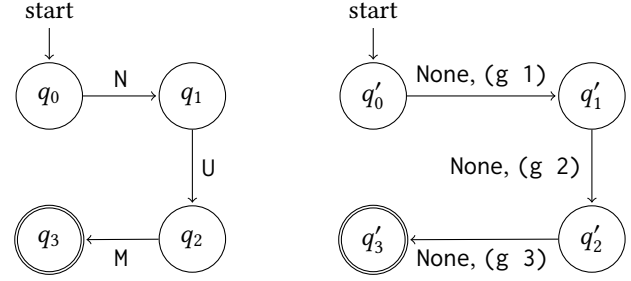 start start
q₀ N q₁ q′₀ None, (g 1) q′₁
U None, (g 2)
q₃ M q₂ q′₃ None, (g 3) q′₂